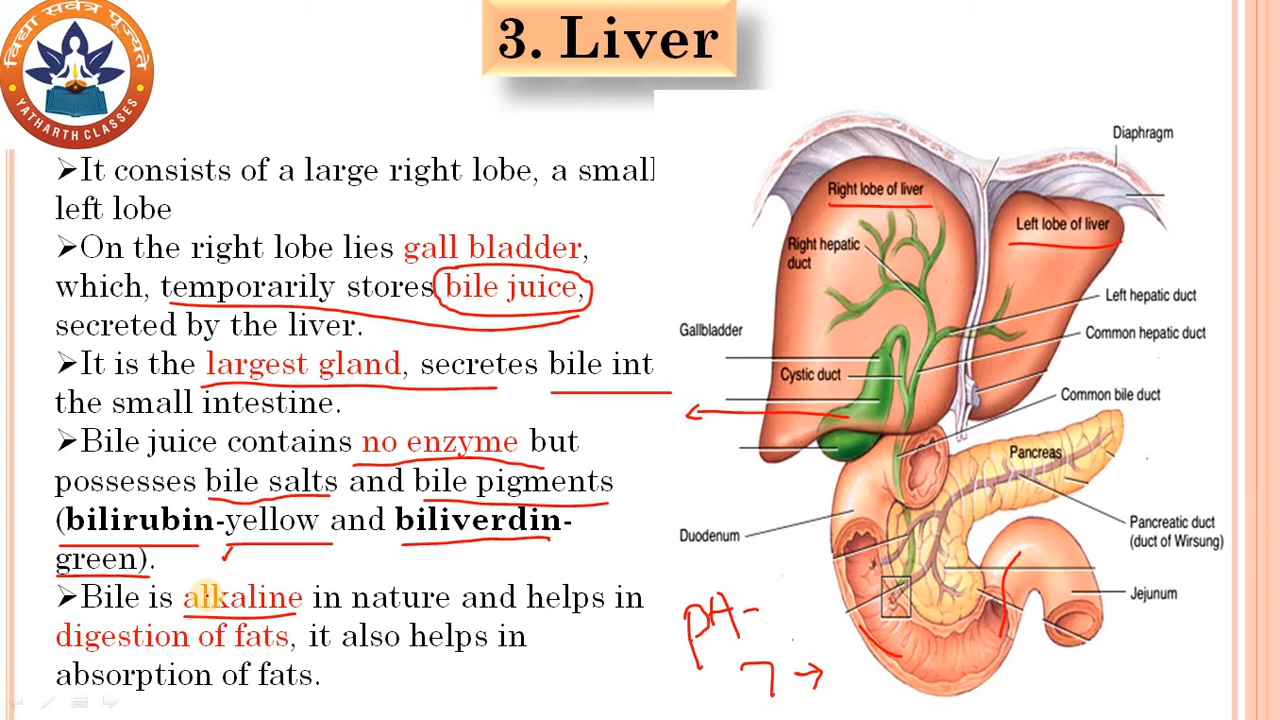 3. Liver
विद्या सर्वत्र पूज्यते
YATHARTH CLASSES
➢It consists of a large right lobe, a small
left lobe
➢On the right lobe lies gall bladder,
which, temporarily stores bile juice,
secreted by the liver.
➢It is the largest gland, secretes bile int
the small intestine.
➢Bile juice contains no enzyme but
possesses bile salts and bile pigments
(bilirubin-yellow and biliverdin-
green).
➢Bile is alkaline in nature and helps in
digestion of fats, it also helps in
absorption of fats.
Diaphragm
Right lobe of liver
Left lobe of liver
Right hepatic
duct
Left hepatic duct
Gallbladder
Common hepatic duct
Cystic duct
Common bile duct
Pancreas
Duodenum
Pancreatic duct
(duct of Wirsung)
Jejunum
PH-
7 →